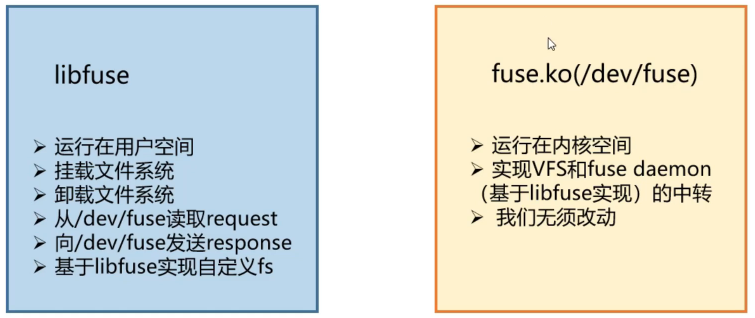 libfuse
➢ 运行在用户空间
➢ 挂载文件系统
➢ 卸载文件系统
➢ 从/dev/fuse读取request
➢ 向/dev/fuse发送response
➢ 基于libfuse实现自定义fs
fuse.ko(/dev/fuse)
➢ 运行在内核空间
➢ 实现VFS和fuse daemon
（基于libfuse实现）的中转
➢ 我们无须改动